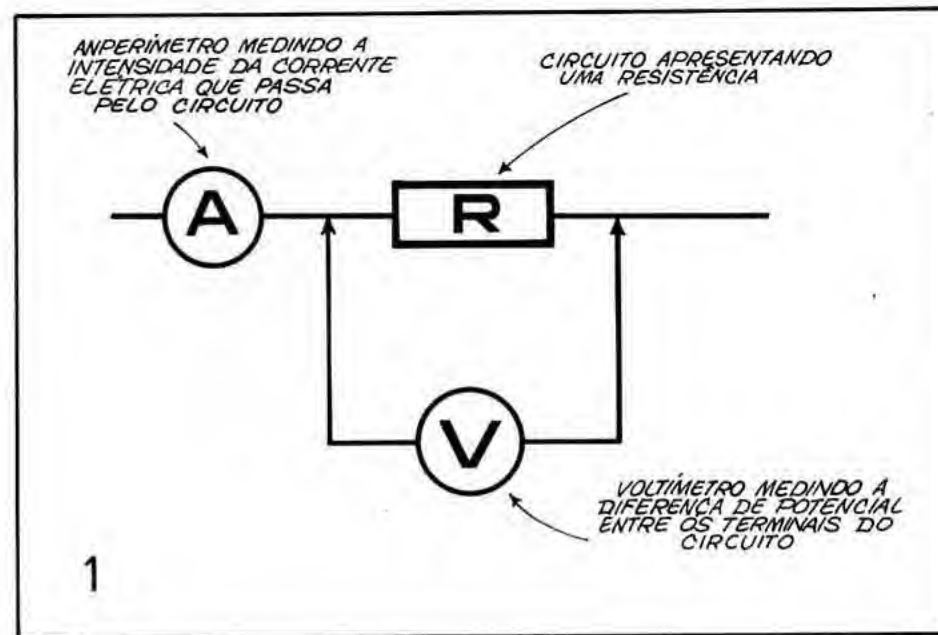 ANPERÍMETRO MEDINDO A
INTENSIDADE DA CORRENTE
ELÉTRICA QUE PASSA
PELO CIRCUITO
CIRCUITO APRESENTANDO
UMA RESISTÊNCIA
A
R
V
VOLTÍMETRO MEDINDO A
DIFERENÇA DE POTENCIAL
ENTRE OS TERMINAIS DO
CIRCUITO
1